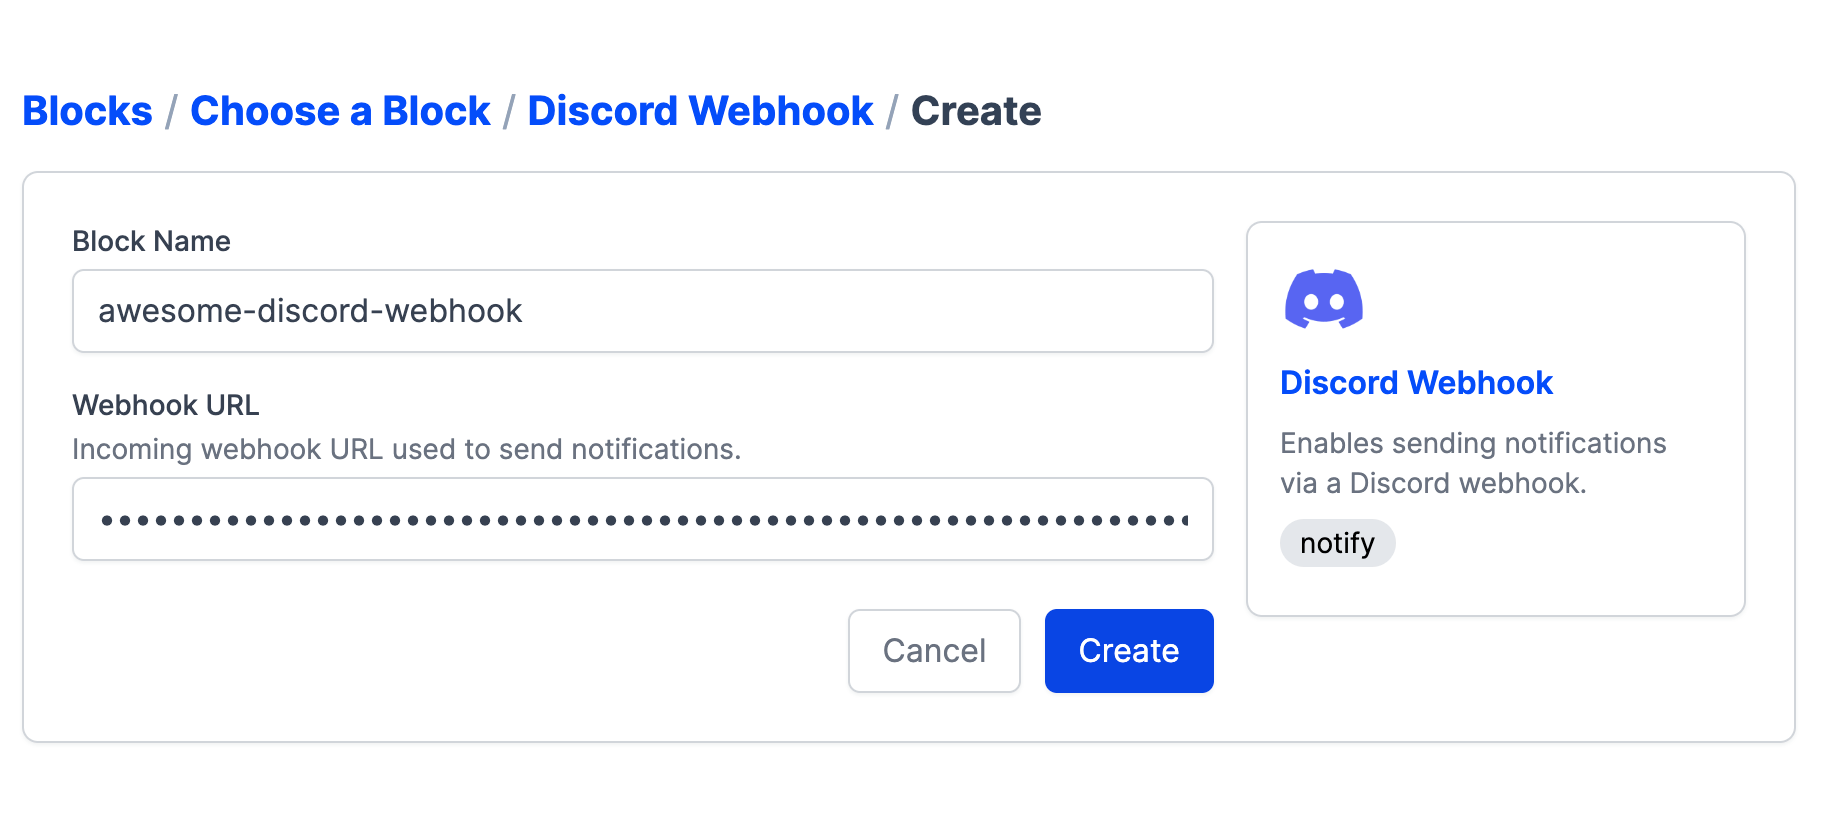 Blocks / Choose a Block / Discord Webhook / Create
Block Name
awesome-discord-webhook
Webhook URL
Incoming webhook URL used to send notifications.
Cancel
Create
Discord Webhook
Enables sending notifications
via a Discord webhook.
notify